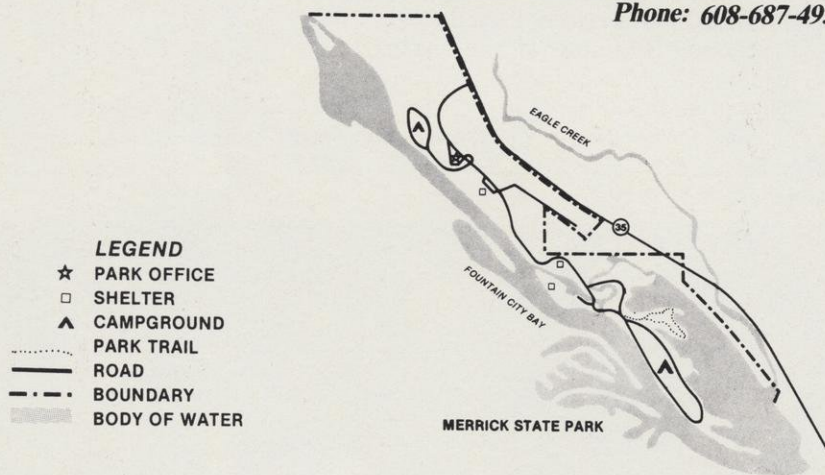 Phone: 608-687-49
EAGLE CREEK
35
FOUNTAIN CITY BAY
LEGEND
PARK OFFICE
SHELTER
CAMPGROUND
PARK TRAIL
ROAD
BOUNDARY
BODY OF WATER
MERRICK STATE PARK